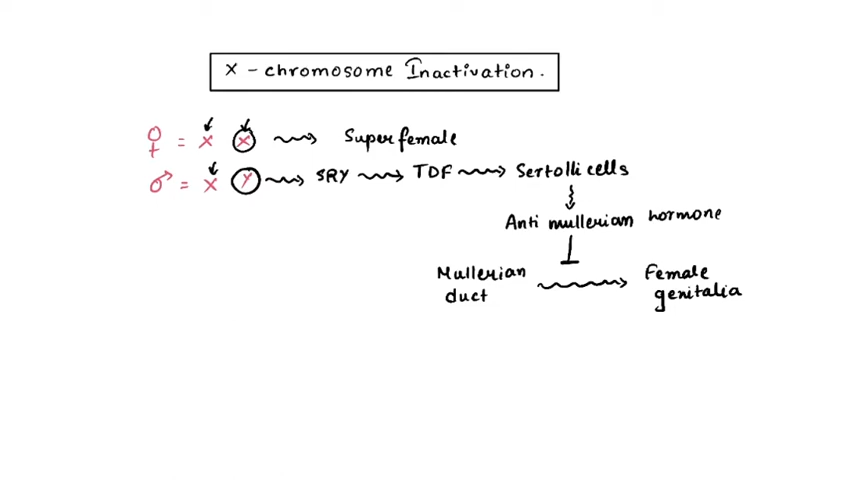 X - chromosome Inactivation.
♀ = X X → Superfemale
♂ = X Y → SRY → TDF → Sertolli cells
Anti mullerian hormone
Mullerian duct → Female genitalia